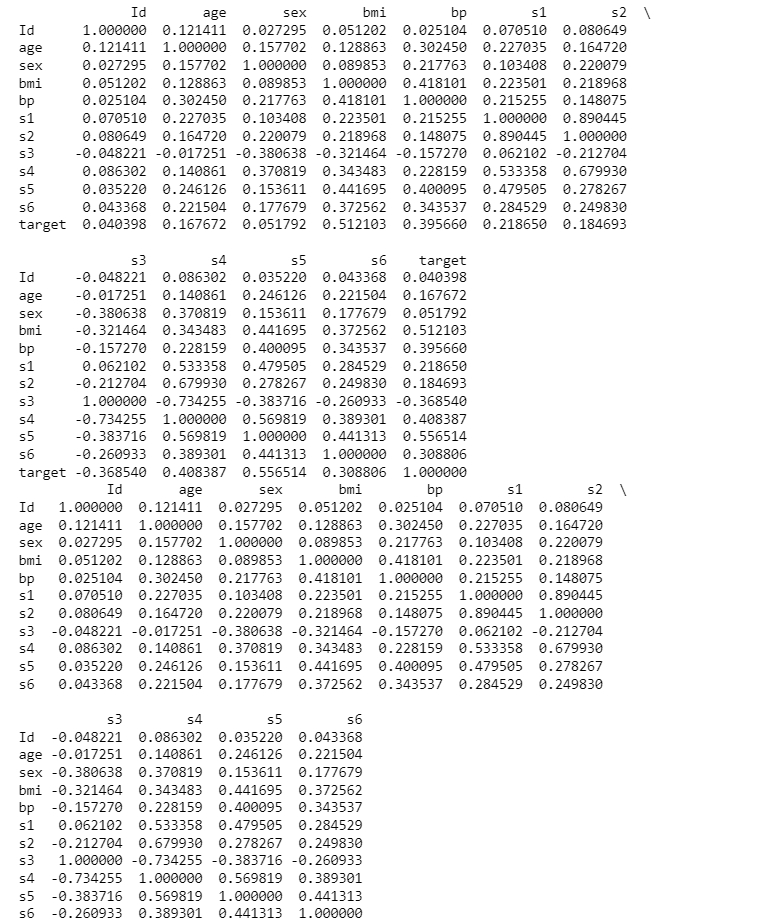 Id       age       sex       bmi        bp        s1        s2  \
Id      1.000000  0.121411  0.027295  0.051202  0.025104  0.070510  0.080649
age     0.121411  1.000000  0.157702  0.128863  0.302450  0.227035  0.164720
sex     0.027295  0.157702  1.000000  0.089853  0.217763  0.103408  0.220079
bmi     0.051202  0.128863  0.089853  1.000000  0.418101  0.223501  0.218968
bp      0.025104  0.302450  0.217763  0.418101  1.000000  0.215255  0.148075
s1      0.070510  0.227035  0.103408  0.223501  0.215255  1.000000  0.890445
s2      0.080649  0.164720  0.220079  0.218968  0.148075  0.890445  1.000000
s3     -0.048221 -0.017251 -0.380638 -0.321464 -0.157270  0.062102 -0.212704
s4      0.086302  0.140861  0.370819  0.343483  0.228159  0.533358  0.679930
s5      0.035220  0.246126  0.153611  0.441695  0.400095  0.479505  0.278267
s6      0.043368  0.221504  0.177679  0.372562  0.343537  0.284529  0.249830
target  0.040398  0.167672  0.051792  0.512103  0.395660  0.218650  0.184693

              s3        s4        s5        s6    target
Id     -0.048221  0.086302  0.035220  0.043368  0.040398
age    -0.017251  0.140861  0.246126  0.221504  0.167672
sex    -0.380638  0.370819  0.153611  0.177679  0.051792
bmi    -0.321464  0.343483  0.441695  0.372562  0.512103
bp     -0.157270  0.228159  0.400095  0.343537  0.395660
s1      0.062102  0.533358  0.479505  0.284529  0.218650
s2     -0.212704  0.679930  0.278267  0.249830  0.184693
s3      1.000000 -0.734255 -0.383716 -0.260933 -0.368540
s4     -0.734255  1.000000  0.569819  0.389301  0.408387
s5     -0.383716  0.569819  1.000000  0.441313  0.556514
s6     -0.260933  0.389301  0.441313  1.000000  0.308806
target -0.368540  0.408387  0.556514  0.308806  1.000000
           Id       age       sex       bmi        bp        s1        s2  \
Id   1.000000  0.121411  0.027295  0.051202  0.025104  0.070510  0.080649
age  0.121411  1.000000  0.157702  0.128863  0.302450  0.227035  0.164720
sex  0.027295  0.157702  1.000000  0.089853  0.217763  0.103408  0.220079
bmi  0.051202  0.128863  0.089853  1.000000  0.418101  0.223501  0.218968
bp   0.025104  0.302450  0.217763  0.418101  1.000000  0.215255  0.148075
s1   0.070510  0.227035  0.103408  0.223501  0.215255  1.000000  0.890445
s2   0.080649  0.164720  0.220079  0.218968  0.148075  0.890445  1.000000
s3  -0.048221 -0.017251 -0.380638 -0.321464 -0.157270  0.062102 -0.212704
s4   0.086302  0.140861  0.370819  0.343483  0.228159  0.533358  0.679930
s5   0.035220  0.246126  0.153611  0.441695  0.400095  0.479505  0.278267
s6   0.043368  0.221504  0.177679  0.372562  0.343537  0.284529  0.249830

           s3        s4        s5        s6
Id  -0.048221  0.086302  0.035220  0.043368
age -0.017251  0.140861  0.246126  0.221504
sex -0.380638  0.370819  0.153611  0.177679
bmi -0.321464  0.343483  0.441695  0.372562
bp  -0.157270  0.228159  0.400095  0.343537
s1   0.062102  0.533358  0.479505  0.284529
s2  -0.212704  0.679930  0.278267  0.249830
s3   1.000000 -0.734255 -0.383716 -0.260933
s4  -0.734255  1.000000  0.569819  0.389301
s5  -0.383716  0.569819  1.000000  0.441313
s6  -0.260933  0.389301  0.441313  1.000000